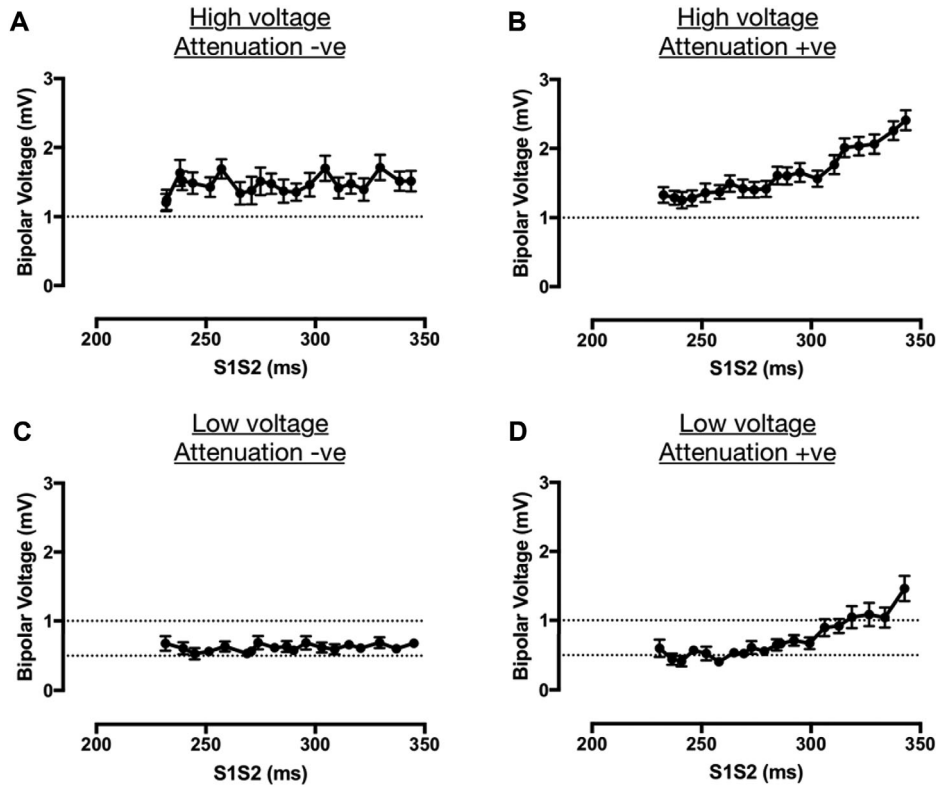 A
High voltage
Attenuation -ve
Bipolar Voltage (mV)
3
2
1
0
200
250
300
350
S1S2 (ms)
B
High voltage
Attenuation +ve
Bipolar Voltage (mV)
3
2
1
0
200
250
300
350
S1S2 (ms)
C
Low voltage
Attenuation -ve
Bipolar Voltage (mV)
3
2
1
0
200
250
300
350
S1S2 (ms)
D
Low voltage
Attenuation +ve
Bipolar Voltage (mV)
3
2
1
0
200
250
300
350
S1S2 (ms)